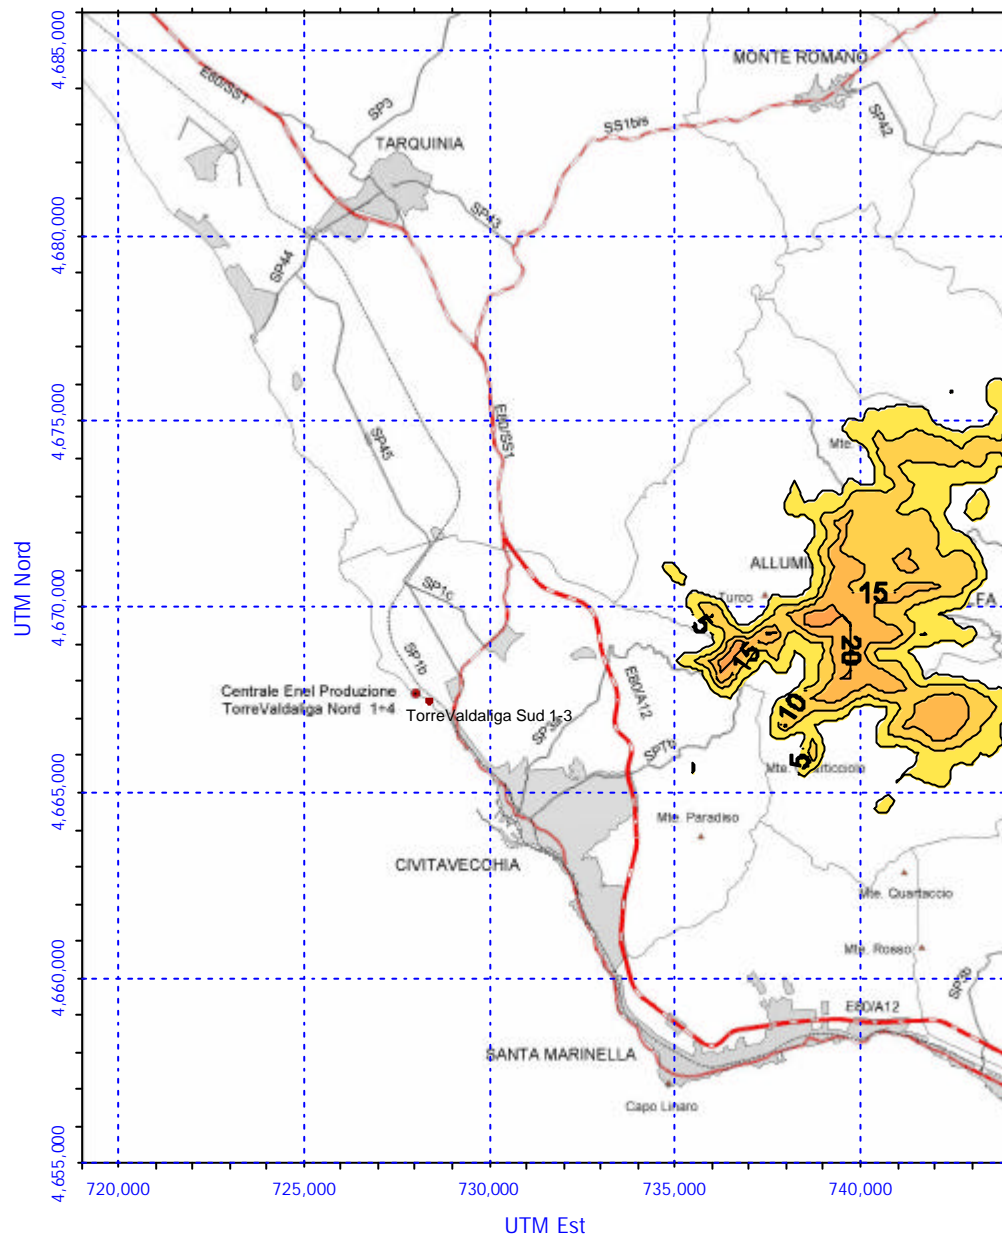 4,685,000
MONTE ROMANO
E80/SS1
SP3
SP42
SS1bis
TARQUINIA
SP43
4,680,000
SP44
4,675,000
E80/SS1
Mte.
SP45
ALLUMI
15
4,670,000
SP1c
Turco
LFA
5
UTM Nord
20
15
SP1b
E80/A12
Centrale Enel Produzione
TorreValdaliga Nord 1÷4
TorreValdaliga Sud 1-3
10
SP7b
5
4,665,000
Mte. Paradiso
CIVITAVECCHIA
Mte. Quartaccio
Mte. Rosso
4,660,000
SP3b
E80/A12
SANTA MARINELLA
Capo Linaro
4,655,000
720,000 725,000 730,000 735,000 740,000
UTM Est